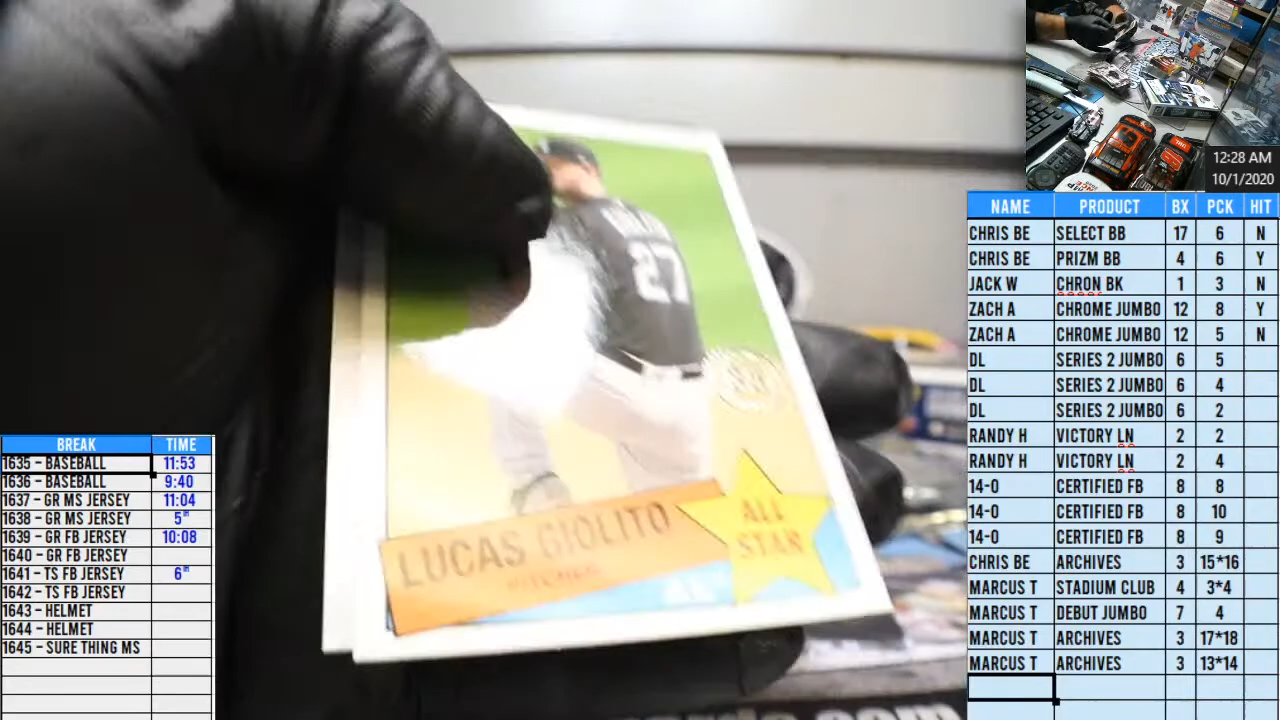 12:28 AM
10/1/2020
27
LUCAS GIOLITO
PITCHER
ALL
STAR
BREAK TIME
1635 – BASEBALL 11:53
1636 – BASEBALL 9:40
1637 – GR MS JERSEY 11:04
1638 – GR MS JERSEY 5TH
1639 – GR FB JERSEY 10:08
1640 – GR FB JERSEY
1641 – TS FB JERSEY 6TH
1642 – TS FB JERSEY
1643 – HELMET
1644 – HELMET
1645 – SURE THING MS
NAME PRODUCT BX PCK HIT
CHRIS BE SELECT BB 17 6 N
CHRIS BE PRIZM BB 4 6 Y
JACK W CHRON BK 1 3 N
ZACH A CHROME JUMBO 12 8 Y
ZACH A CHROME JUMBO 12 5 N
DL SERIES 2 JUMBO 6 5
DL SERIES 2 JUMBO 6 4
DL SERIES 2 JUMBO 6 2
RANDY H VICTORY LN 2 2
RANDY H VICTORY LN 2 4
14-0 CERTIFIED FB 8 8
14-0 CERTIFIED FB 8 10
14-0 CERTIFIED FB 8 9
CHRIS BE ARCHIVES 3 15*16
MARCUS T STADIUM CLUB 4 3*4
MARCUS T DEBUT JUMBO 7 4
MARCUS T ARCHIVES 3 17*18
MARCUS T ARCHIVES 3 13*14